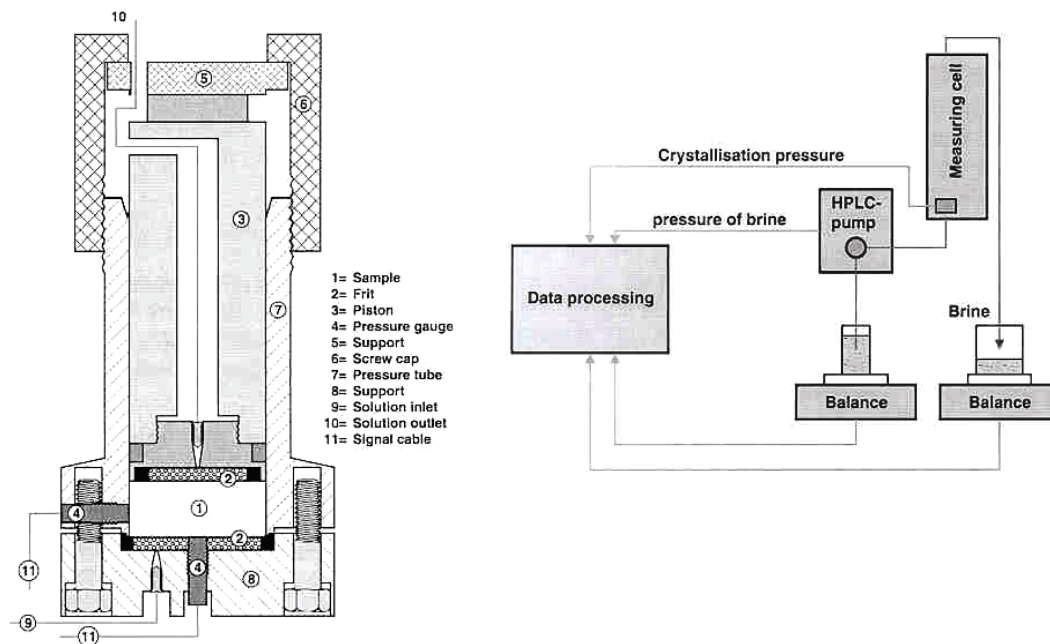 10
5
6
3
7
1= Sample
2= Frit
3= Piston
4= Pressure gauge
5= Support
6= Screw cap
7= Pressure tube
8= Support
9= Solution inlet
10= Solution outlet
11= Signal cable
2
1
4
2
11
4
8
9
11
Measuring cell
Crystallisation pressure
HPLC-
pump
pressure of brine
Data processing
Brine
Balance
Balance